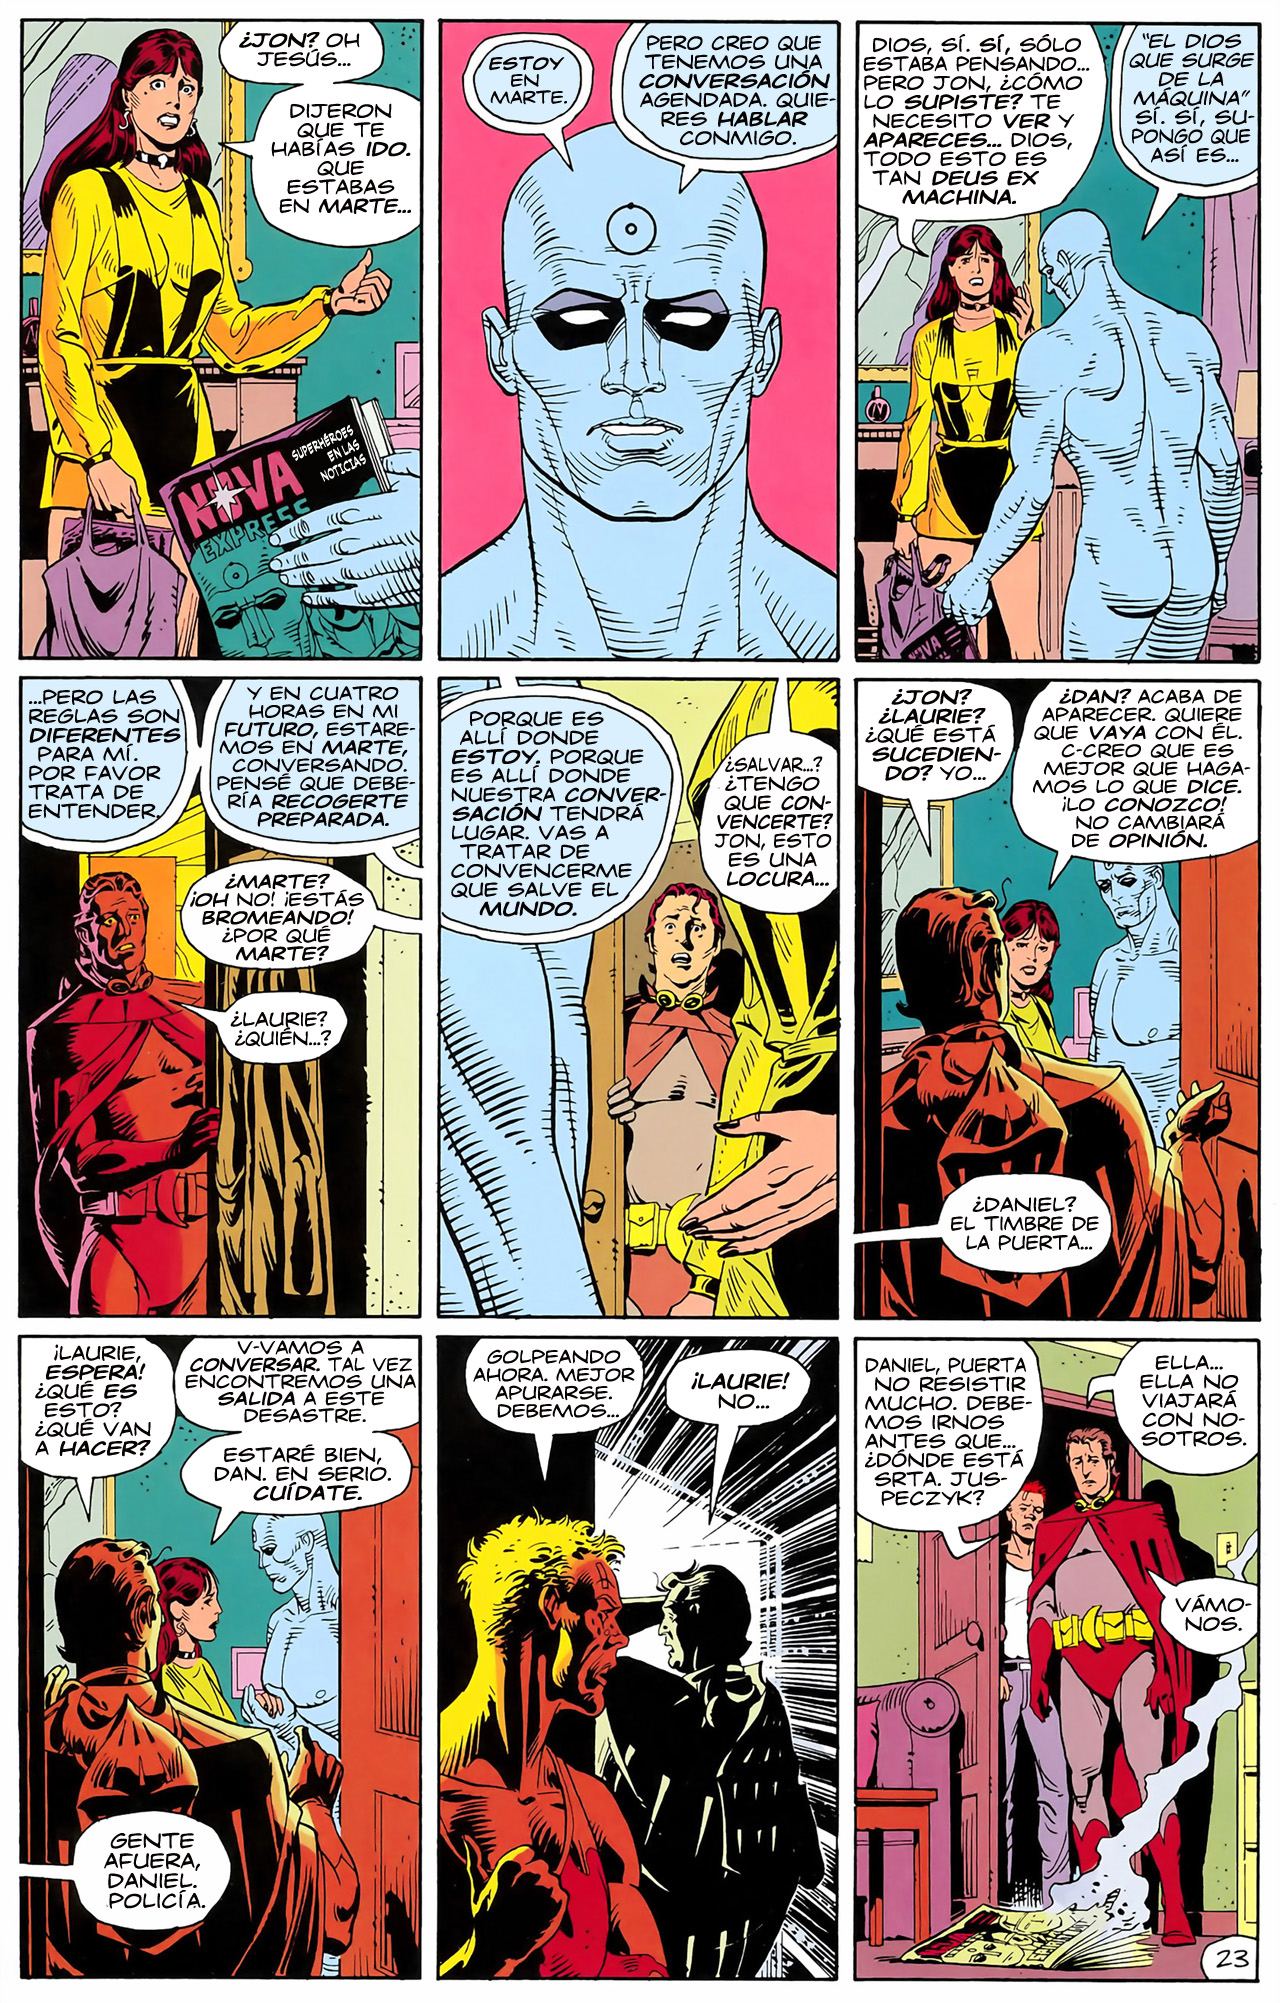 ¿JON? OH
JESÚS...
DIJERON
QUE TE
HABÍAS IDO.
QUE
ESTABAS
EN MARTE...
SUPERHÉROES
EN LAS
NOTICIAS
NOVA
EXPRESS
ESTOY
EN
MARTE.
PERO CREO QUE
TENEMOS UNA
CONVERSACIÓN
AGENDADA. QUIE-
RES HABLAR
CONMIGO.
DIOS, SÍ. SÍ, SÓLO
ESTABA PENSANDO...
PERO JON, ¿CÓMO
LO SUPISTE? TE
NECESITO VER Y
APARECES... DIOS,
TODO ESTO ES
TAN DEUS EX
MACHINA.
"EL DIOS
QUE SURGE
DE LA
MÁQUINA"
SÍ. SÍ, SU-
PONGO QUE
ASÍ ES...
N
NOVA
...PERO LAS
REGLAS SON
DIFERENTES
PARA MÍ.
POR FAVOR
TRATA DE
ENTENDER.
Y EN CUATRO
HORAS EN MI
FUTURO, ESTARE-
MOS EN MARTE,
CONVERSANDO.
PENSÉ QUE DEBE-
RÍA RECOGERTE
PREPARADA.
¿MARTE?
¡OH NO! ¡ESTÁS
BROMEANDO!
¿POR QUÉ
MARTE?
¿LAURIE?
¿QUIÉN...?
PORQUE ES
ALLÍ DONDE
ESTOY. PORQUE
ES ALLÍ DONDE
NUESTRA CONVER-
SACIÓN TENDRÁ
LUGAR. VAS A
TRATAR DE
CONVENCERME
QUE SALVE EL
MUNDO.
¿SALVAR...?
¿TENGO
QUE CON-
VENCERTE?
JON, ESTO
ES UNA
LOCURA...
¿JON?
¿LAURIE?
¿QUÉ ESTÁ
SUCEDIEN-
DO? YO...
¿DAN? ACABA DE
APARECER. QUIERE
QUE VAYA CON ÉL.
C-CREO QUE ES
MEJOR QUE HAGA-
MOS LO QUE DICE.
¡LO CONOZCO!
NO CAMBIARÁ
DE OPINIÓN.
¿DANIEL?
EL TIMBRE DE
LA PUERTA...
¡LAURIE,
ESPERA!
¿QUÉ ES
ESTO?
¿QUÉ VAN
A HACER?
V-VAMOS A
CONVERSAR. TAL VEZ
ENCONTREMOS UNA
SALIDA A ESTE
DESASTRE.
ESTARÉ BIEN,
DAN. EN SERIO.
CUÍDATE.
GENTE
AFUERA,
DANIEL.
POLICÍA.
GOLPEANDO
AHORA. MEJOR
APURARSE.
DEBEMOS...
¡LAURIE!
NO...
DANIEL, PUERTA
NO RESISTIR
MUCHO. DEBE-
MOS IRNOS
ANTES QUE...
¿DÓNDE ESTÁ
SRTA. JUS-
PECZYK?
ELLA...
ELLA NO
VIAJARÁ
CON NO-
SOTROS.
VÁMO-
NOS.
23